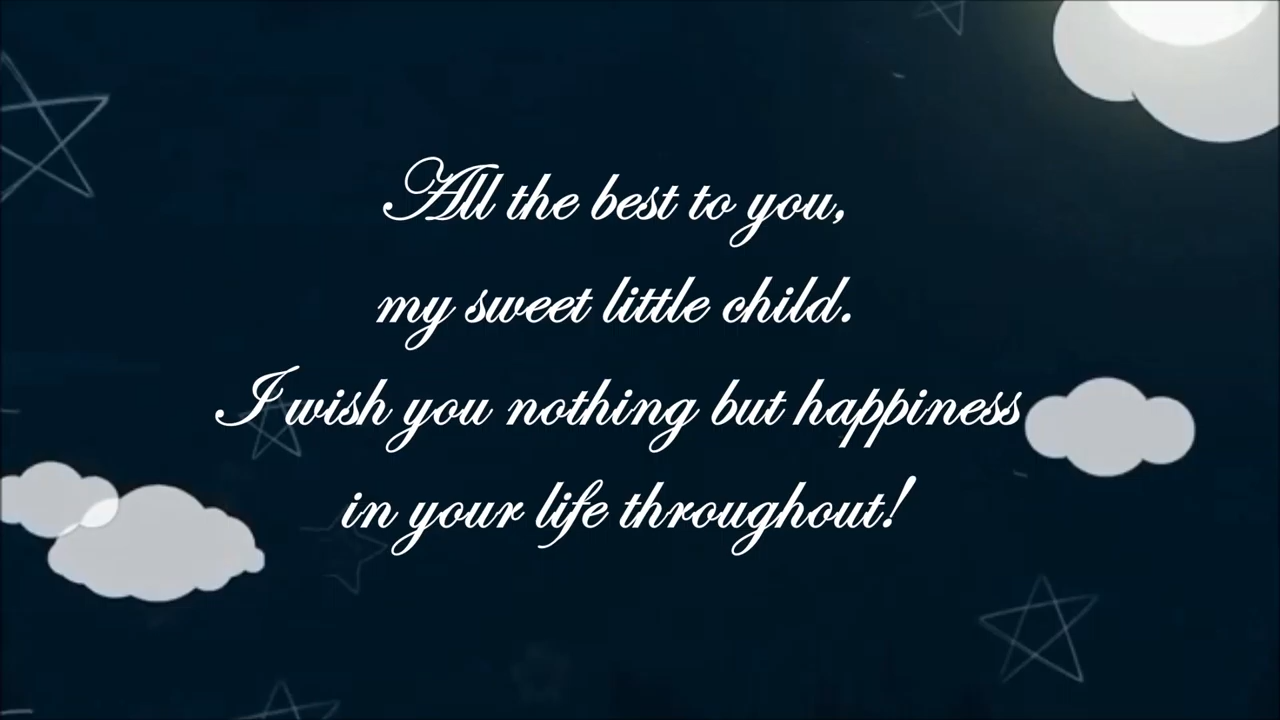 All the best to you,
my sweet little child.
I wish you nothing but happiness
in your life throughout!